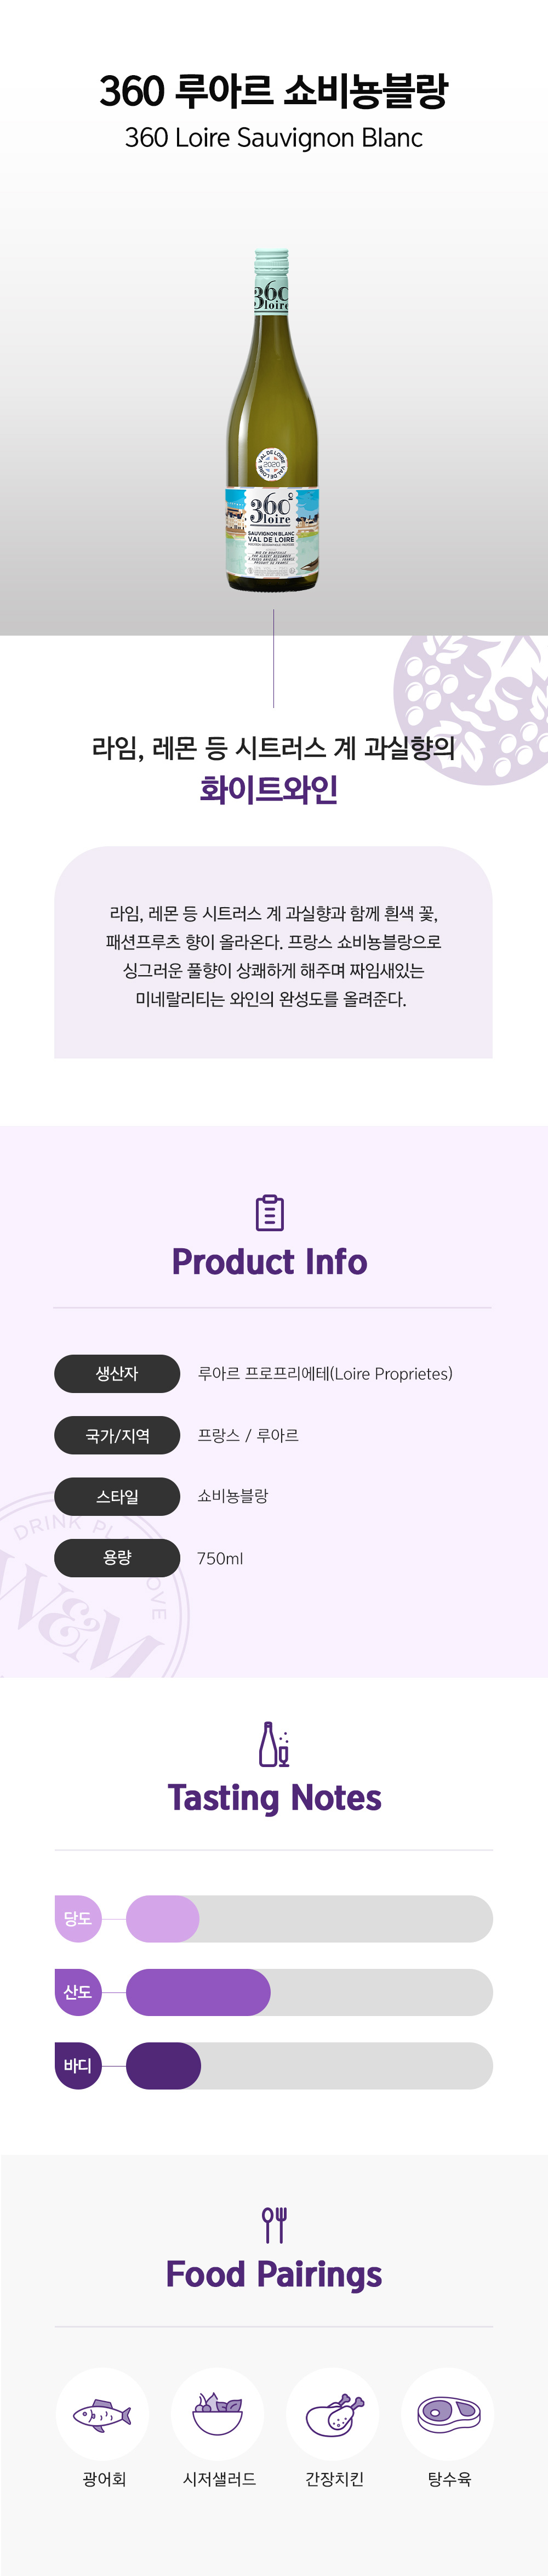 360 루아르 쇼비뇽블랑
360 Loire Sauvignon Blanc
360
loire
VAL DE LOIRE VAL DE LOIRE
2020
360
loire
SAUVIGNON BLANC
VAL DE LOIRE
라임, 레몬 등 시트러스 계 과실향의
화이트와인
라임, 레몬 등 시트러스 계 과실향과 함께 흰색 꽃,
패션프루츠 향이 올라온다. 프랑스 쇼비뇽블랑으로
싱그러운 풀향이 상쾌하게 해주며 짜임새있는
미네랄리티는 와인의 완성도를 올려준다.
Product Info
생산자 루아르 프로프리에테(Loire Proprietes)
국가/지역 프랑스 / 루아르
스타일 쇼비뇽블랑
용량 750ml
DRINK
W&M
Tasting Notes
당도
산도
바디
Food Pairings
광어회 시저샐러드 간장치킨 탕수육